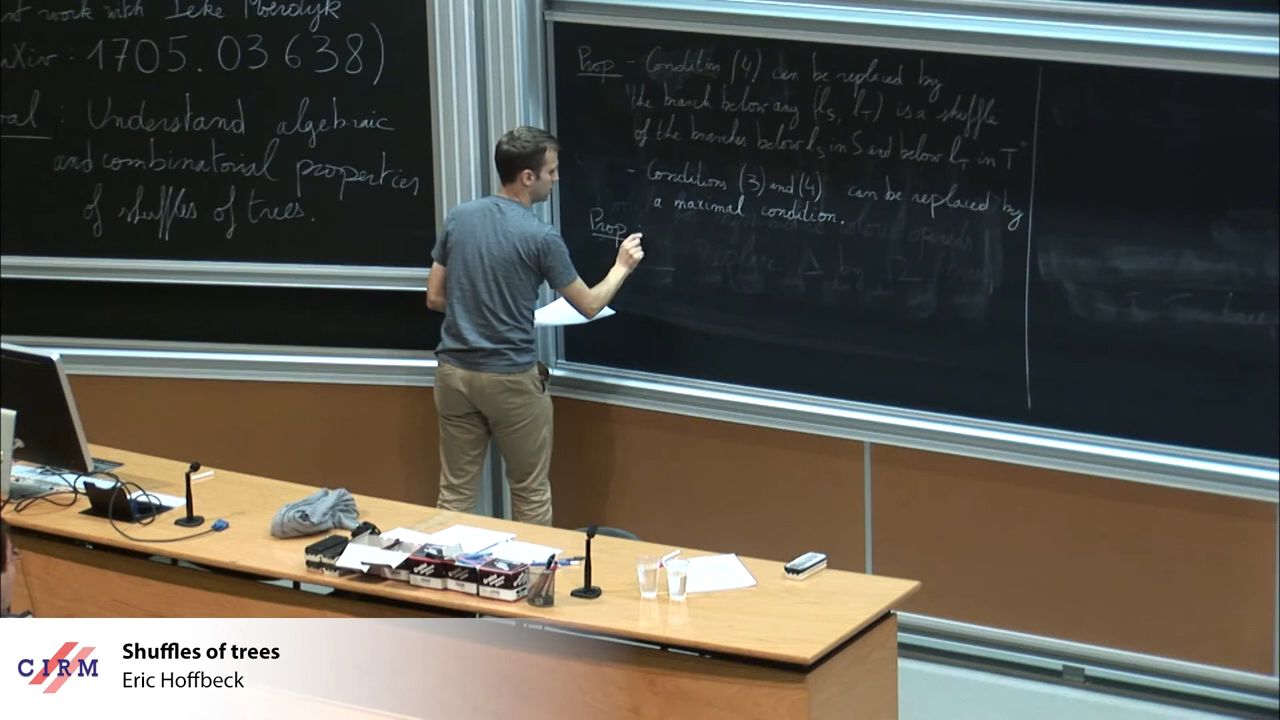 nt work with Ieke Moerdijk
aXiv: 1705.03638)
al : Understand algebraic
and combinatorial properties
of shuffles of trees.
Prop - Condition (4) can be replaced by
"the branch below any (ls, lT) is a shuffle
of the branches below ls in S and below lT in T"
- Conditions (3) and (4) can be replaced by
a maximal condition.
Prop
CIRM
Shuffles of trees
Eric Hoffbeck